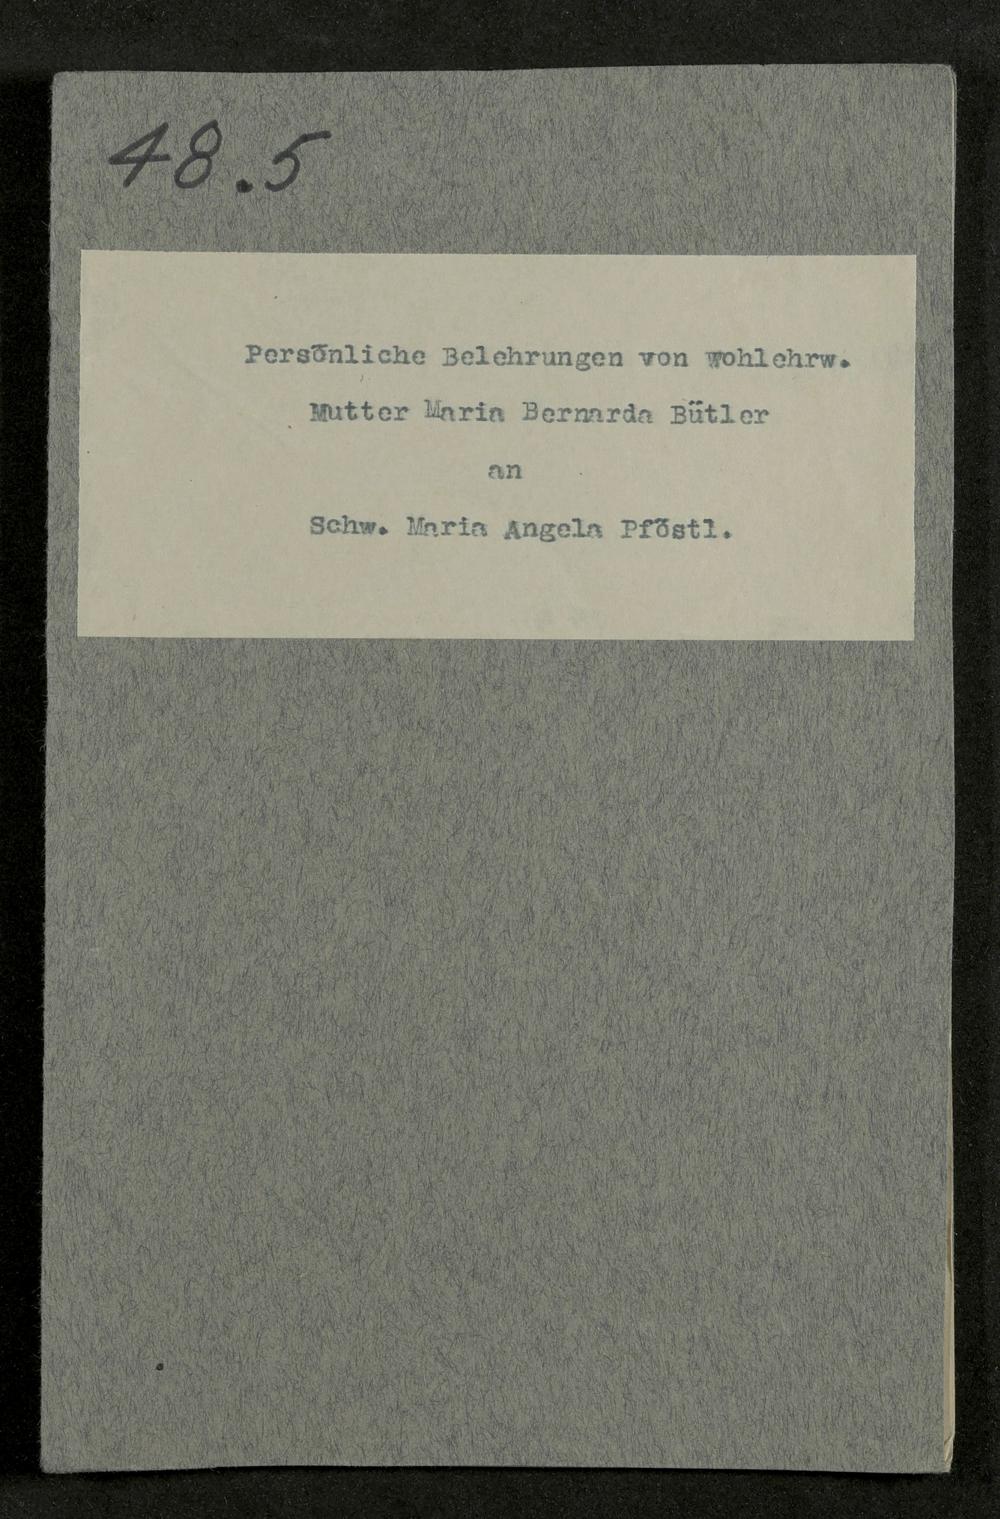 48.5
Persönliche Belehrungen von wohlehrw.
Mutter Maria Bernarda Bütler
an
Schw. Maria Angela Pföstl.